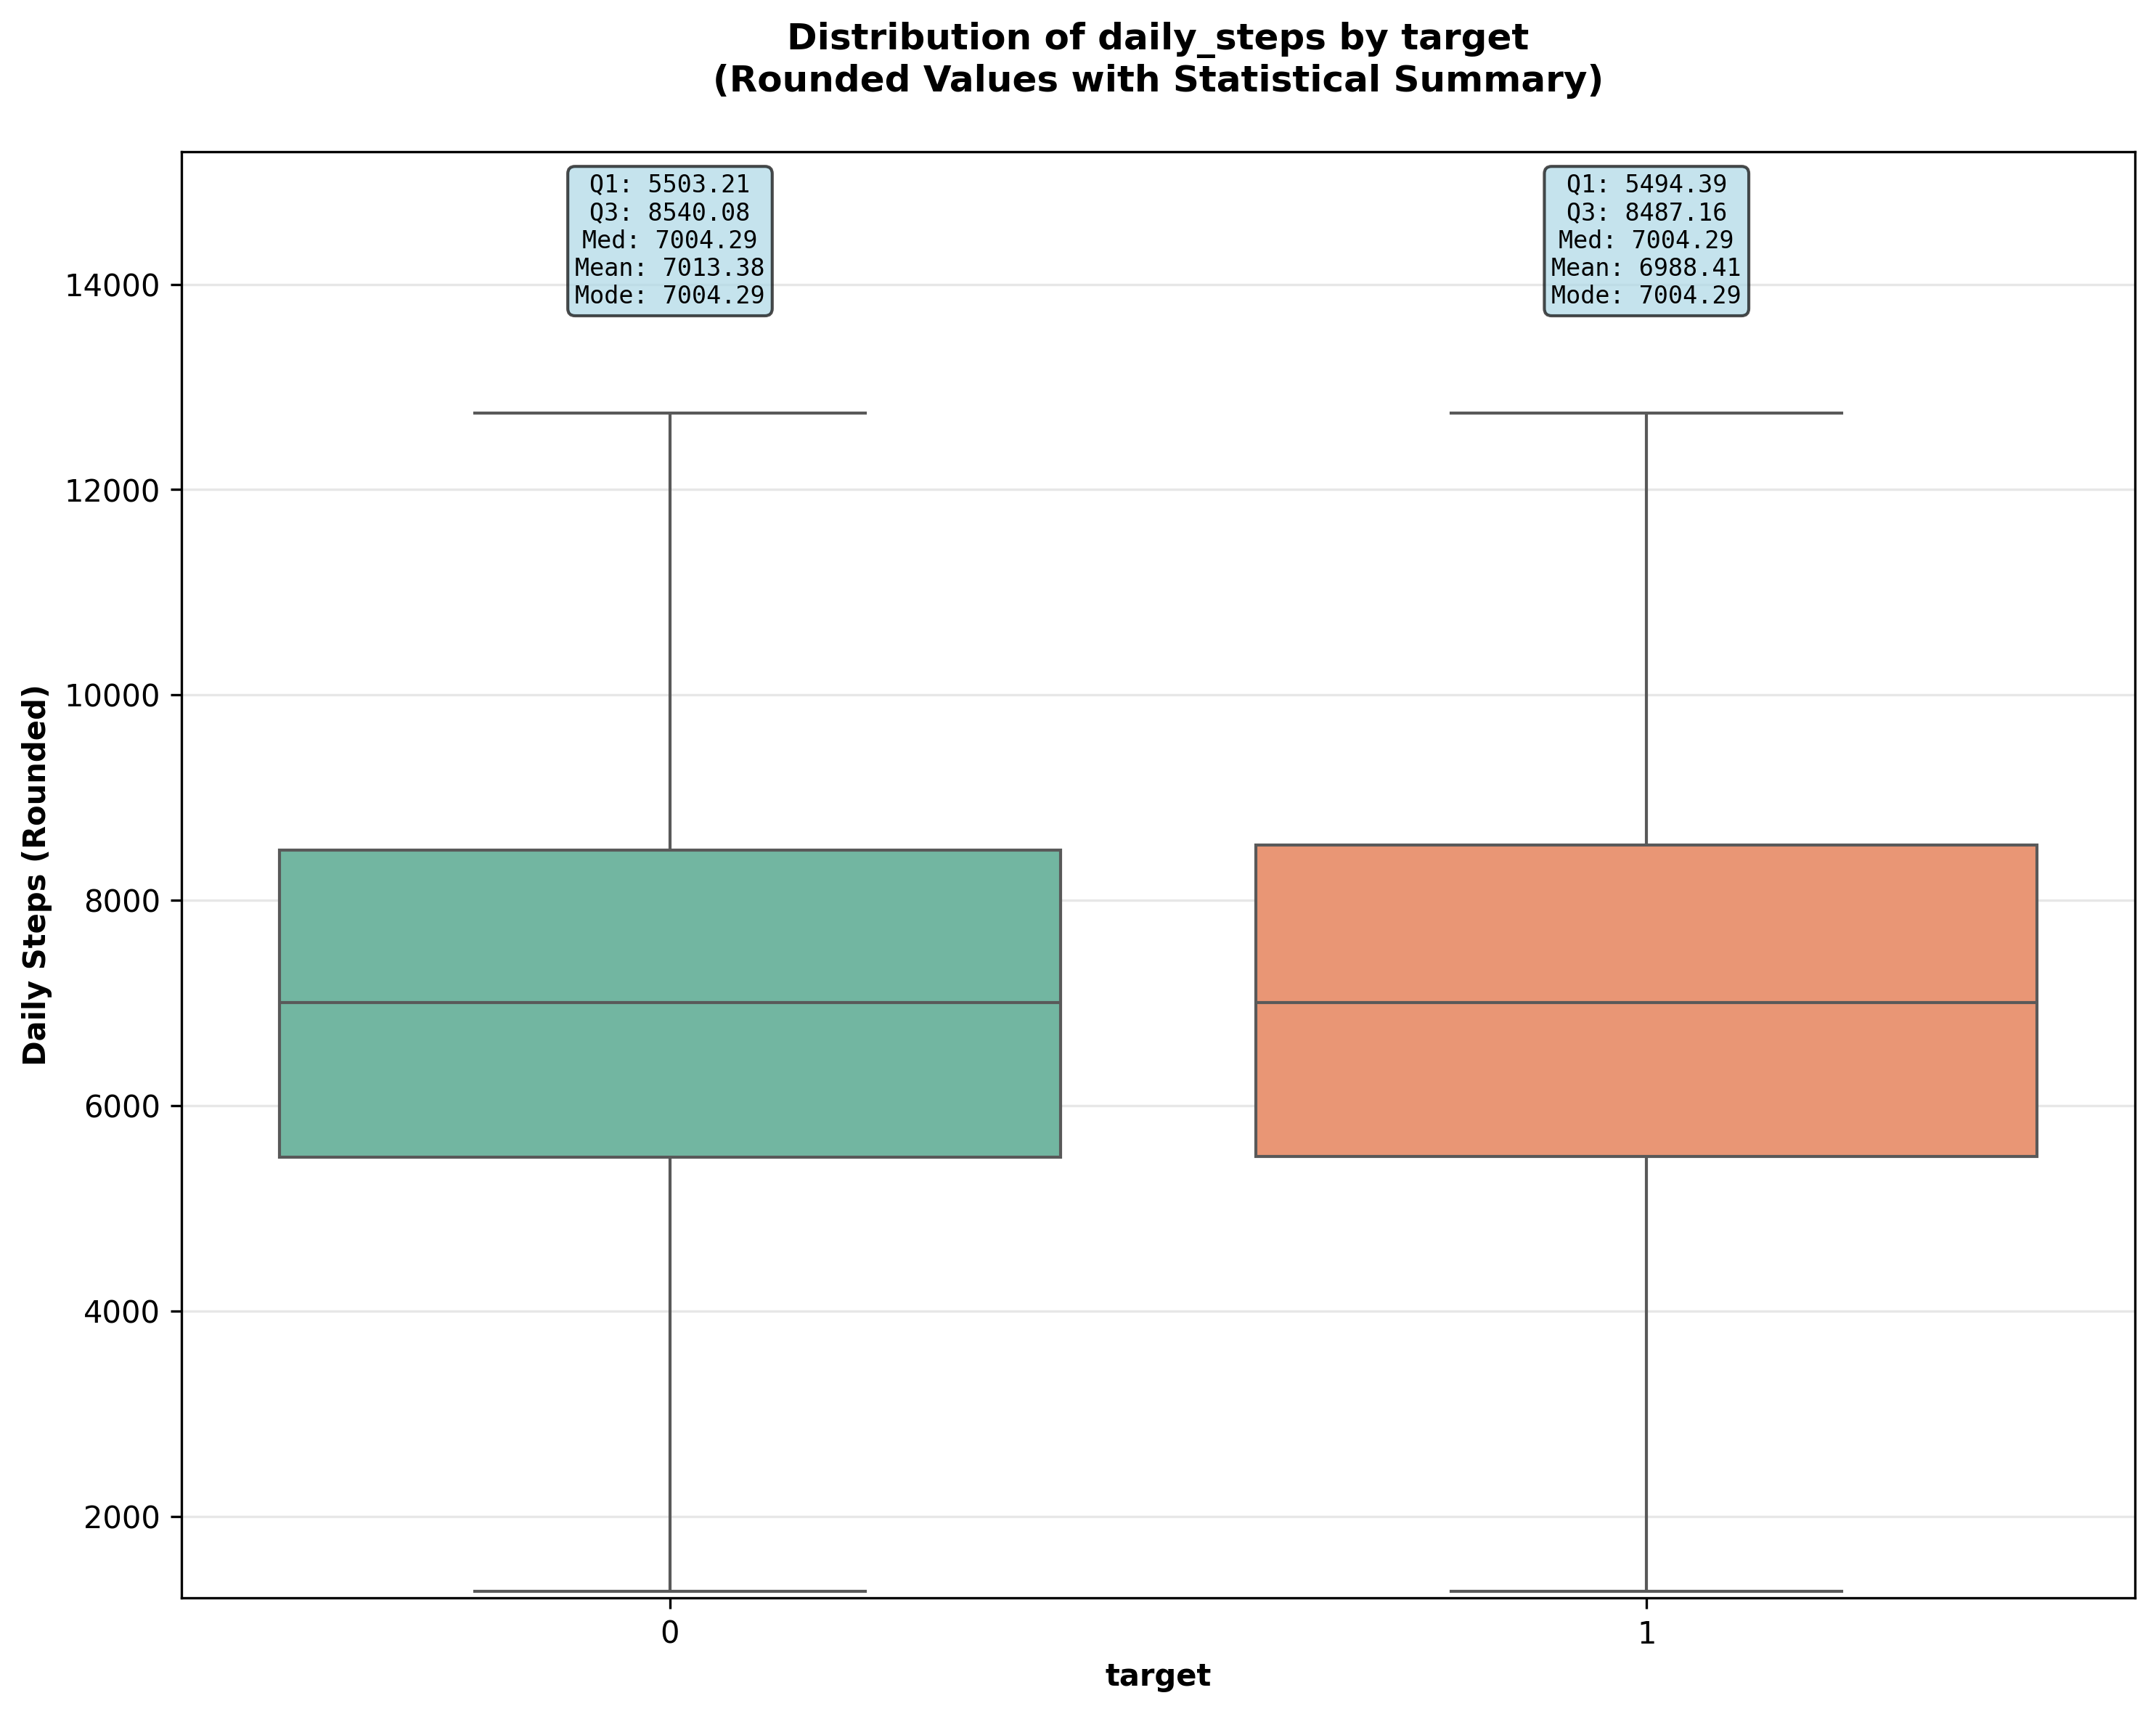 Distribution of daily_steps by target
(Rounded Values with Statistical Summary)
Q1: 5503.21
Q3: 8540.08
Med: 7004.29
Mean: 7013.38
Mode: 7004.29
Q1: 5494.39
Q3: 8487.16
Med: 7004.29
Mean: 6988.41
Mode: 7004.29
Daily Steps (Rounded)
14000
12000
10000
8000
6000
4000
2000
0
1
target